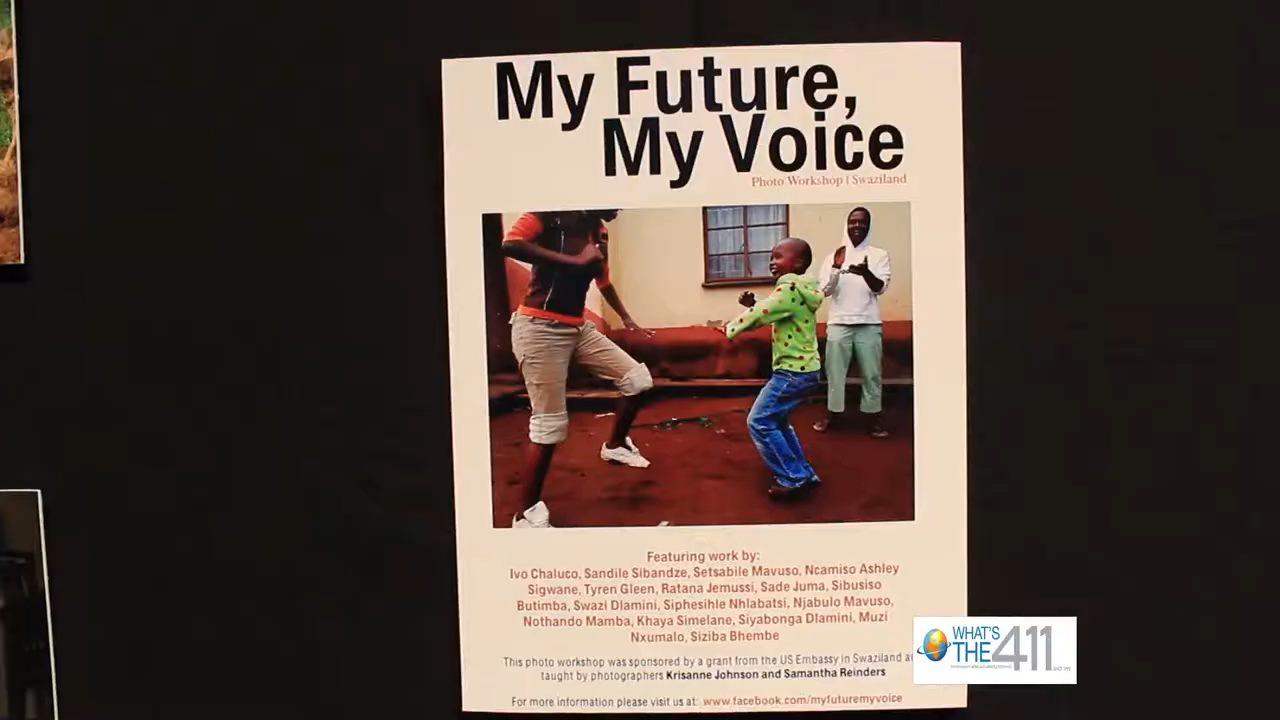 My Future,
My Voice
Photo Workshop | Swaziland
Featuring work by:
Ivo Chaluco, Sandile Sibandze, Setsabile Mavuso, Ncamiso Ashley
Sigwane, Tyren Gleen, Ratana Jemussi, Sade Juma, Sibusiso
Butimba, Swazi Dlamini, Siphesihle Nhlabatsi, Njabulo Mavuso,
Nothando Mamba, Khaya Simelane, Siyabonga Dlamini, Muzi
Nxumalo, Siziba Bhembe
This photo workshop was sponsored by a grant from the US Embassy in Swaziland
taught by photographers Krisanne Johnson and Samantha Reinders
For more information please visit us at: www.facebook.com/myfuturemyvoice
WHAT'S
THE 411